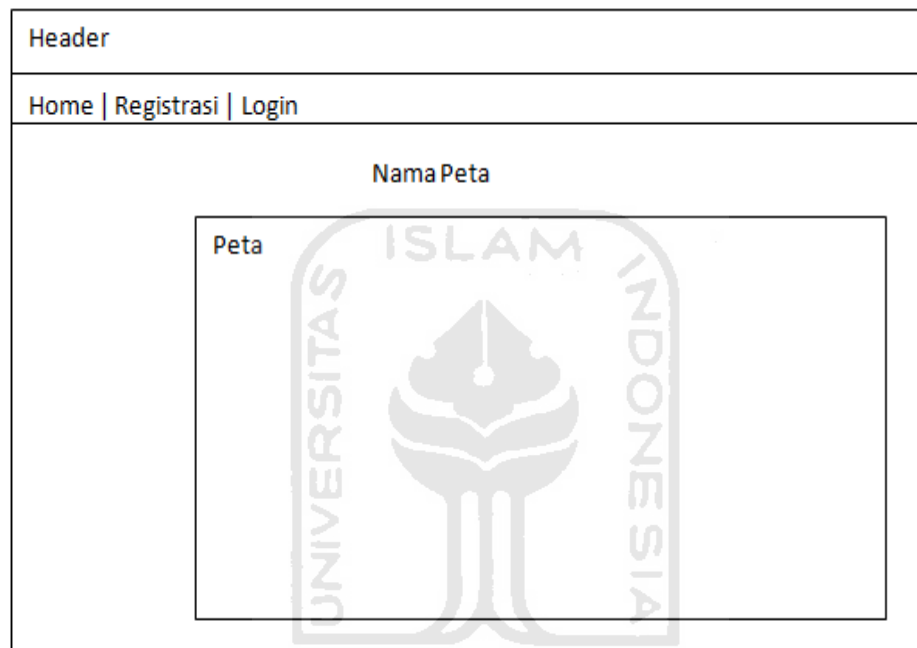 Header
Home | Registrasi | Login
Nama Peta
Peta
ISLAM
UNIVERSITAS
INDONESIA